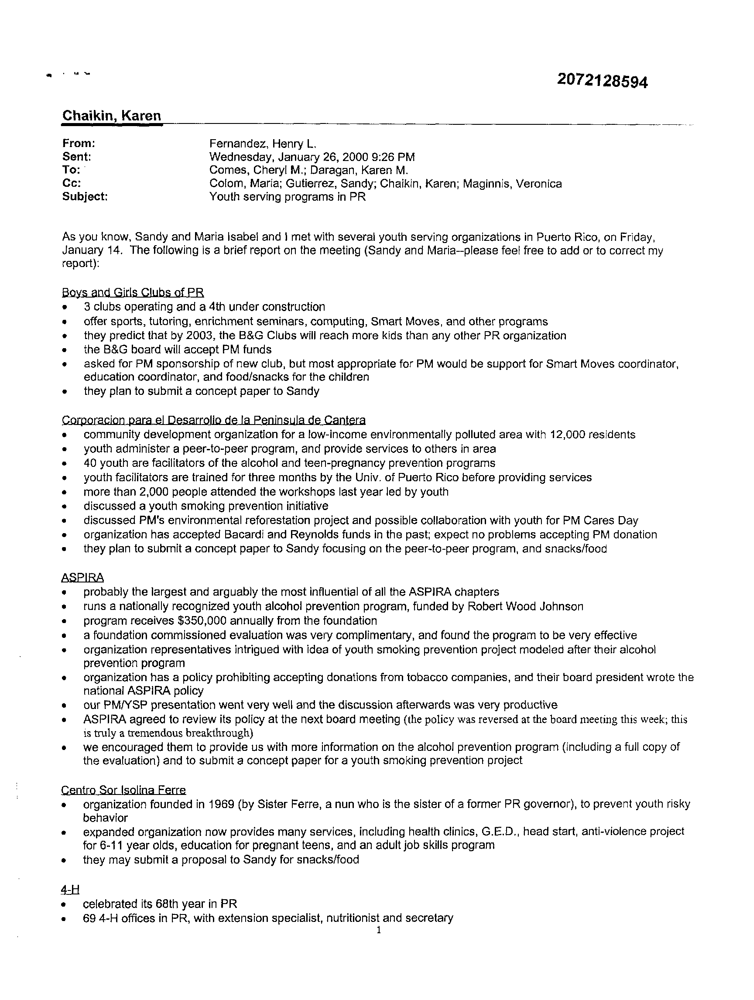 2072128594
Chaikin, Karen
From: Fernandez, Henry L.
Sent: Wednesday, January 26, 2000 9:26 PM
To: Comes, Cheryl M.; Daragan, Karen M.
Cc: Colom, Maria; Gutierrez, Sandy; Chaikin, Karen; Maginnis, Veronica
Subject: Youth serving programs in PR
As you know, Sandy and Maria Isabel and I met with several youth serving organizations in Puerto Rico, on Friday,
January 14. The following is a brief report on the meeting (Sandy and Maria--please feel free to add or to correct my
report):
Boys and Girls Clubs of PR
• 3 clubs operating and a 4th under construction
• offer sports, tutoring, enrichment seminars, computing, Smart Moves, and other programs
• they predict that by 2003, the B&G Clubs will reach more kids than any other PR organization
• the B&G board will accept PM funds
• asked for PM sponsorship of new club, but most appropriate for PM would be support for Smart Moves coordinator,
education coordinator, and food/snacks for the children
• they plan to submit a concept paper to Sandy
Corporacion para el Desarrollo de la Peninsula de Cantera
• community development organization for a low-income environmentally polluted area with 12,000 residents
• youth administer a peer-to-peer program, and provide services to others in area
• 40 youth are facilitators of the alcohol and teen-pregnancy prevention programs
• youth facilitators are trained for three months by the Univ. of Puerto Rico before providing services
• more than 2,000 people attended the workshops last year led by youth
• discussed a youth smoking prevention initiative
• discussed PM's environmental reforestation project and possible collaboration with youth for PM Cares Day
• organization has accepted Bacardi and Reynolds funds in the past; expect no problems accepting PM donation
• they plan to submit a concept paper to Sandy focusing on the peer-to-peer program, and snacks/food
ASPIRA
• probably the largest and arguably the most influential of all the ASPIRA chapters
• runs a nationally recognized youth alcohol prevention program, funded by Robert Wood Johnson
• program receives $350,000 annually from the foundation
• a foundation commissioned evaluation was very complimentary, and found the program to be very effective
• organization representatives intrigued with idea of youth smoking prevention project modeled after their alcohol
prevention program
• organization has a policy prohibiting accepting donations from tobacco companies, and their board president wrote the
national ASPIRA policy
• our PM/YSP presentation went very well and the discussion afterwards was very productive
• ASPIRA agreed to review its policy at the next board meeting (the policy was reversed at the board meeting this week; this
is truly a tremendous breakthrough)
• we encouraged them to provide us with more information on the alcohol prevention program (including a full copy of
the evaluation) and to submit a concept paper for a youth smoking prevention project
Centro Sor Isolina Ferre
• organization founded in 1969 (by Sister Ferre, a nun who is the sister of a former PR governor), to prevent youth risky
behavior
• expanded organization now provides many services, including health clinics, G.E.D., head start, anti-violence project
for 6-11 year olds, education for pregnant teens, and an adult job skills program
• they may submit a proposal to Sandy for snacks/food
4-H
• celebrated its 68th year in PR
• 69 4-H offices in PR, with extension specialist, nutritionist and secretary
1